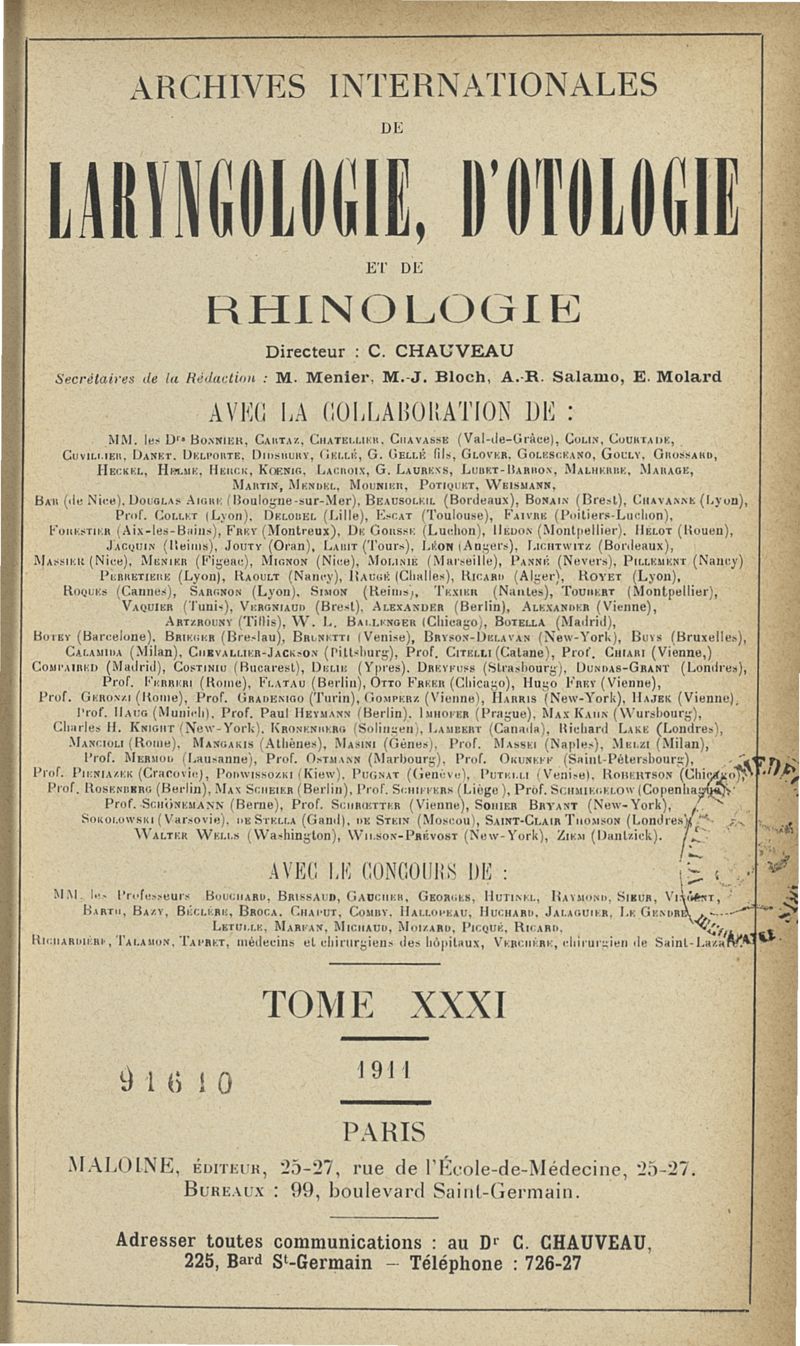 ARCHIVES INTERNATIONALES
DE
LARYNGOLOGIE, D'OTOLOGIE
ET DE
RHINOLOGIE
Directeur : C. CHAUVEAU
Secrétaires de la Rédaction : M. Menier, M.-J. Bloch, A.-R. Salamo, E. Molard
AVEC LA COLLABORATION DE :
MM. les Drs BONNIER, CARTAZ, CHATELLIER, CHAVASSE (Val-de-Grâce), COLIN, COURTADE,
CUVILLIER, DANET, DELPORTE, DIDSBURY, GELLÉ, G. GELLÉ fils, GLOVER, GOLESCEANO, GOULY, GROSSARD,
HECKEL, HELME, HERCK, KOENIG, LACROIX, G. LAURENS, LUBET-BARBON, MALHERBE, MARAGE,
MARTIN, MENDEL, MOUNIER, POTIQUET, WEISMANN,
BAR (de Nice), DOUGLAS AIGRE (Boulogne-sur-Mer), BEAUSOLEIL (Bordeaux), BONAIN (Brest), CHAVANNE (Lyon),
Prof. COLLET (Lyon), DELOBEL (Lille), ESCAT (Toulouse), FAIVRE (Poitiers-Luchon),
FORESTIER (Aix-les-Bains), FREY (Montreux), DE GORSSE (Luchon), HÉDON (Montpellier), HÉLOT (Rouen),
JACQUIN (Reims), JOUTY (Oran), LABIT (Tours), LÉON (Angers), LICHTWITZ (Bordeaux),
MASSIER (Nice), MENIER (Figeac), MIGNON (Nice), MOLINIE (Marseille), PANNÉ (Nevers), PILLEMENT (Nancy)
PERRETIERE (Lyon), RAOULT (Nancy), RAUGÉ (Challes), RICARD (Alger), ROYET (Lyon),
ROQUES (Cannes), SARGNON (Lyon), SIMON (Reims), TEXIER (Nantes), TOUBERT (Montpellier),
VAQUIER (Tunis), VERGNIAUD (Brest), ALEXANDER (Berlin), ALEXANDER (Vienne),
ARTZROUNY (Tiflis), W. L. BALLENGER (Chicago), BOTELLA (Madrid),
BOTEY (Barcelone), BRIEGER (Breslau), BRUNETTI (Venise), BRYSON-DELAVAN (New-York), BUYS (Bruxelles),
CALAMIDA (Milan), CHEVALLIER-JACKSON (Pittsburg), Prof. CITELLI (Catane), Prof. CHIARI (Vienne,)
COMPAIRED (Madrid), COSTINIU (Bucarest), DELIE (Ypres), DREYFUSS (Strasbourg), DUNDAS-GRANT (Londres),
Prof. FERRERI (Rome), FLATAU (Berlin), OTTO FREER (Chicago), HUGO FREY (Vienne),
Prof. GERONZI (Rome), Prof. GRADENIGO (Turin), GOMPERZ (Vienne), HARRIS (New-York), HAJEK (Vienne),
Prof. HAUG (Munich), Prof. Paul HEYMANN (Berlin), IMHOFER (Prague), MAX KAHN (Wursbourg),
Charles H. KNIGHT (New-York), KRONENBERG (Solingen), LAMBERT (Canada), Richard LAKE (Londres),
MANCIOLI (Rome), MANGAKIS (Athènes), MASINI (Gênes), Prof. MASSEI (Naples), MELZI (Milan),
Prof. MERMOD (Lausanne), Prof. OSTMANN (Marbourg), Prof. OKUNEFF (Saint-Pétersbourg),
Prof. PIENIAZEK (Cracovie), PODWISSOZKI (Kiew), PUGNAT (Genève), PUTELLI (Venise), ROBERTSON (Chicago),
Prof. ROSENBERG (Berlin), MAX SCHEIER (Berlin), Prof. SCHIFFERS (Liège), Prof. SCHMIEGELOW (Copenhague)
Prof. SCHÖNEMANN (Berne), Prof. SCHROETTER (Vienne), SOHIER BRYANT (New-York),
SOKOLOWSKI (Varsovie), DE STELLA (Gand), DE STEIN (Moscou), SAINT-CLAIR THOMSON (Londres)
WALTER WELLS (Washington), WILSON-PRÉVOST (New-York), ZIEM (Dantzick).
AVEC LE CONCOURS DE :
MM. les Professeurs BOUCHARD, BRISSAUD, GAUCHER, GEORGES, HUTINEL, RAYMOND, SIEUR, VINCENT,
BARTH, BAZY, BÉCLÈRE, BROCA, CHAPUT, COMBY, HALLOPEAU, HUCHARD, JALAGUIER, LE GENDRE,
LETULLE, MARFAN, MICHAUD, MOIZARD, PICQUÉ, RICARD,
RICHARDIÈRE, TALAMON, TAPRET, médecins et chirurgiens des hôpitaux, VERCHÈRE, chirurgien de Saint-Lazare.
TOME XXXI
1911
91610
PARIS
MALOINE, ÉDITEUR, 25-27, rue de l'École-de-Médecine, 25-27.
BUREAUX : 99, boulevard Saint-Germain.
Adresser toutes communications : au Dr C. CHAUVEAU,
225, Bard St-Germain – Téléphone : 726-27